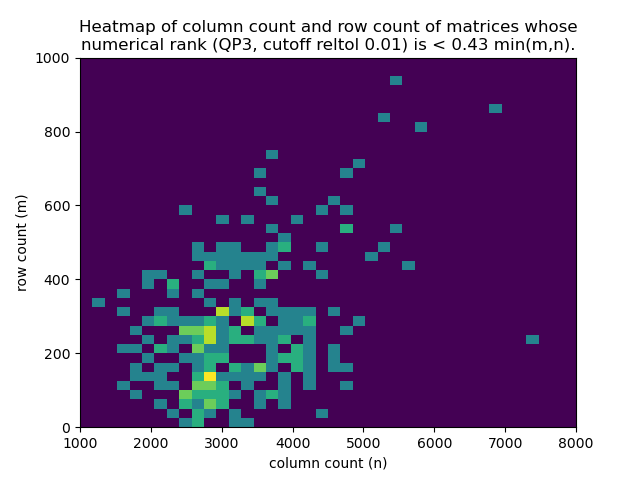 Heatmap of column count and row count of matrices whose
numerical rank (QP3, cutoff reltol 0.01) is < 0.43 min(m,n).
1000
800
600
400
200
0
row count (m)
1000 2000 3000 4000 5000 6000 7000 8000
column count (n)